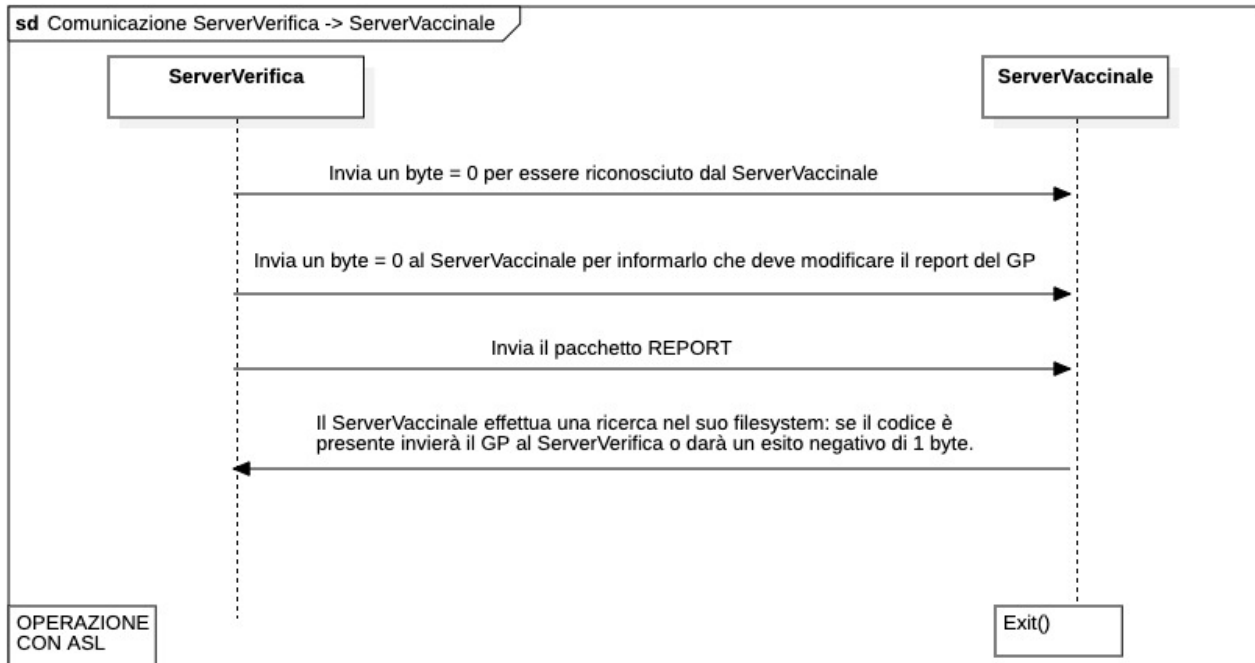 sd Comunicazione ServerVerifica -> ServerVaccinale
ServerVerifica
ServerVaccinale
Invia un byte = 0 per essere riconosciuto dal ServerVaccinale
Invia un byte = 0 al ServerVaccinale per informarlo che deve modificare il report del GP
Invia il pacchetto REPORT
Il ServerVaccinale effettua una ricerca nel suo filesystem: se il codice è
presente invierà il GP al ServerVerifica o darà un esito negativo di 1 byte.
OPERAZIONE
CON ASL
Exit()